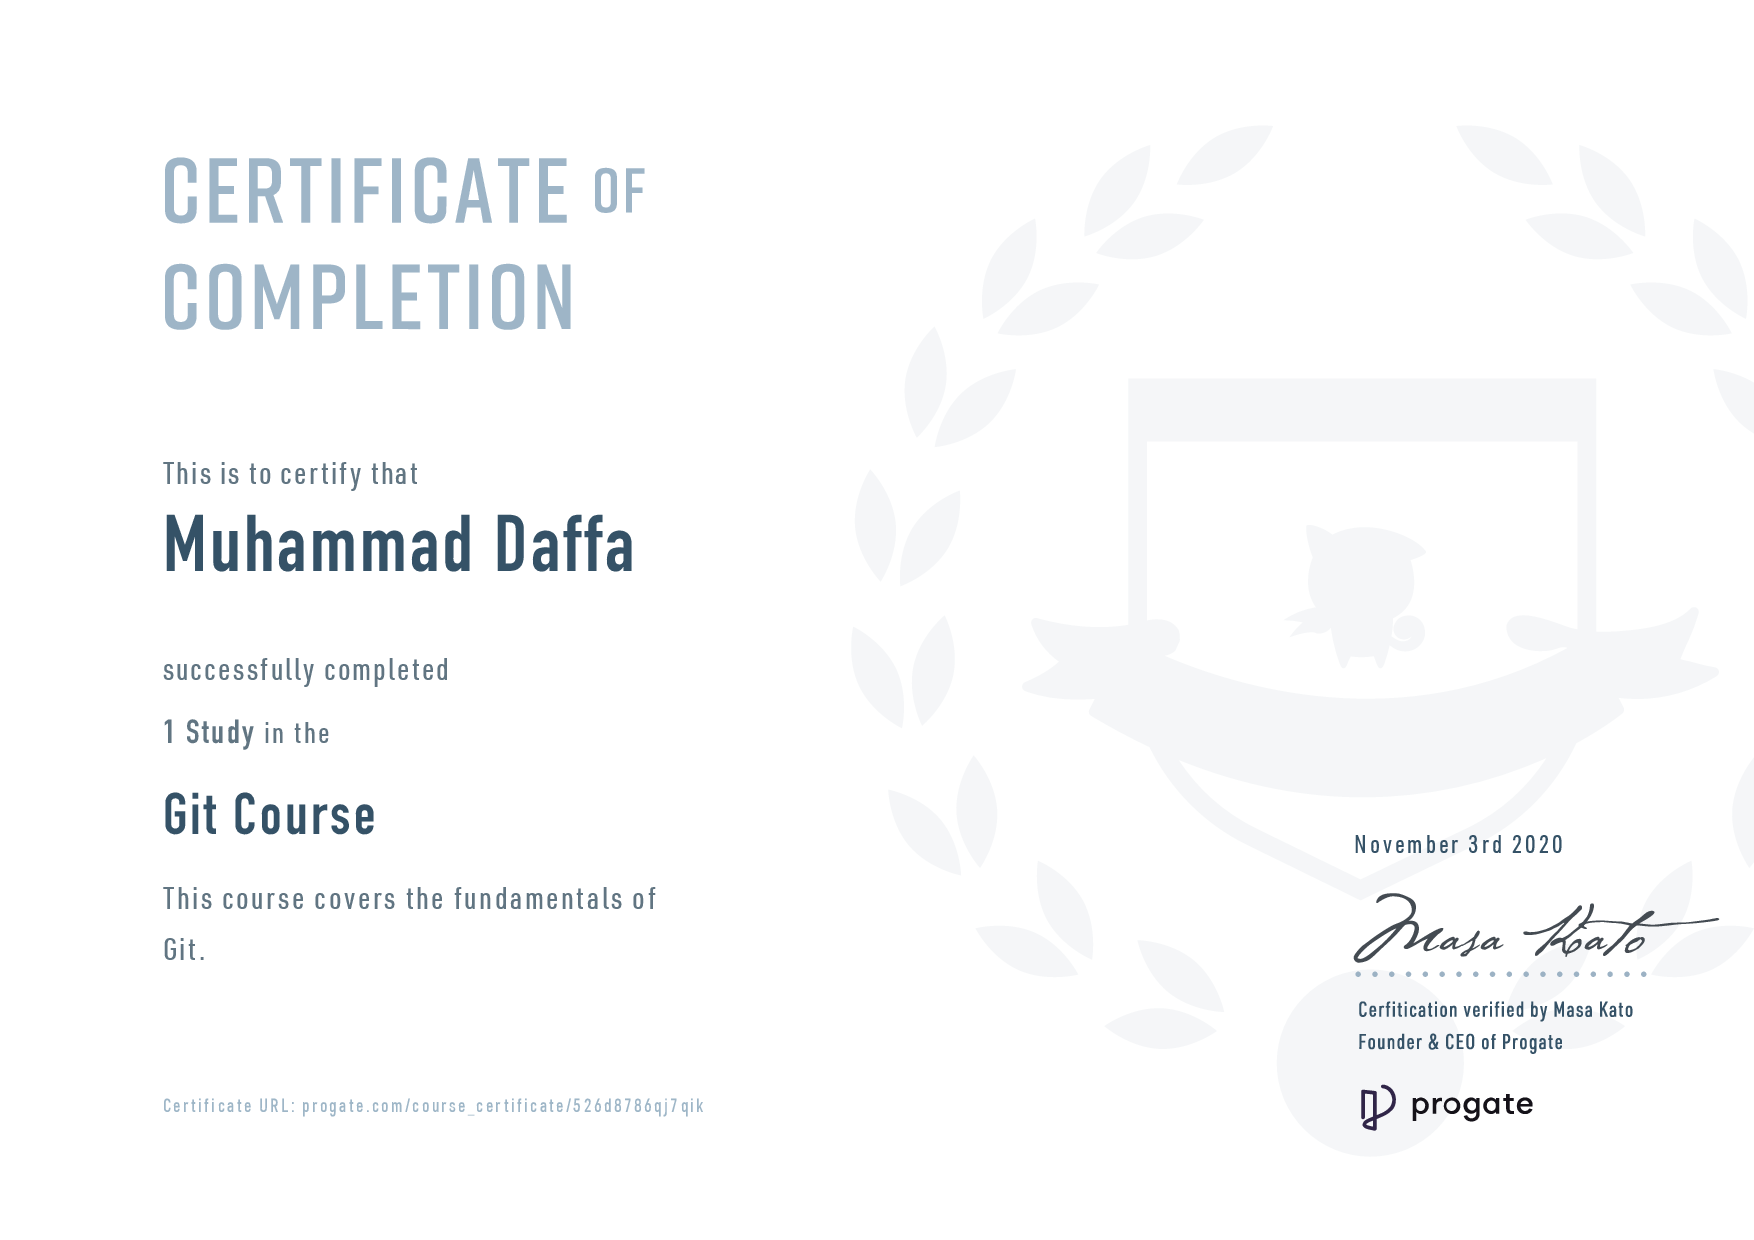 CERTIFICATE OF
COMPLETION
This is to certify that
Muhammad Daffa
successfully completed
1 Study in the
Git Course
This course covers the fundamentals of
Git.
Certificate URL: progate.com/course_certificate/526d8786qj7qik
November 3rd 2020
Masa Kato
Cerfitication verified by Masa Kato
Founder & CEO of Progate
progate